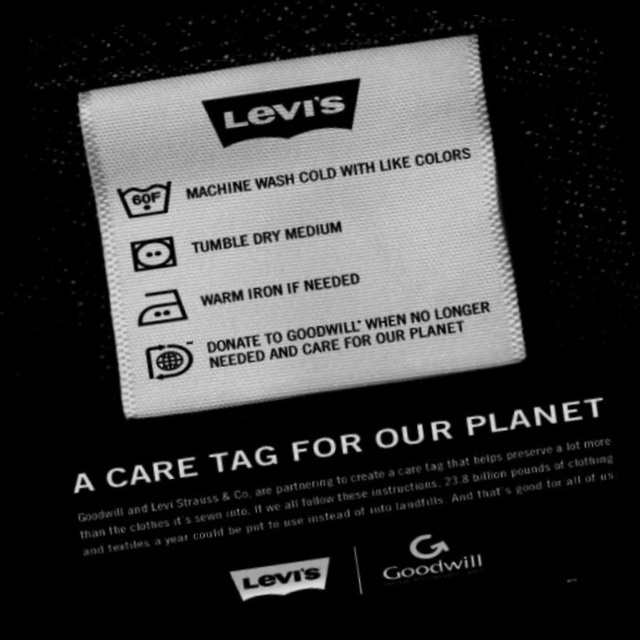 LEVI'S
60F
MACHINE WASH COLD WITH LIKE COLORS
TUMBLE DRY MEDIUM
WARM IRON IF NEEDED
DONATE TO GOODWILL® WHEN NO LONGER
NEEDED AND CARE FOR OUR PLANET
A CARE TAG FOR OUR PLANET
Goodwill and Levi Strauss & Co. are partnering to create a care tag that helps preserve a lot more
than the clothes it's sewn into. If we all follow these instructions, 23.8 billion pounds of clothing
and textiles a year could be put to use instead of into landfills. And that's good for all of us.
LEVI'S
Goodwill